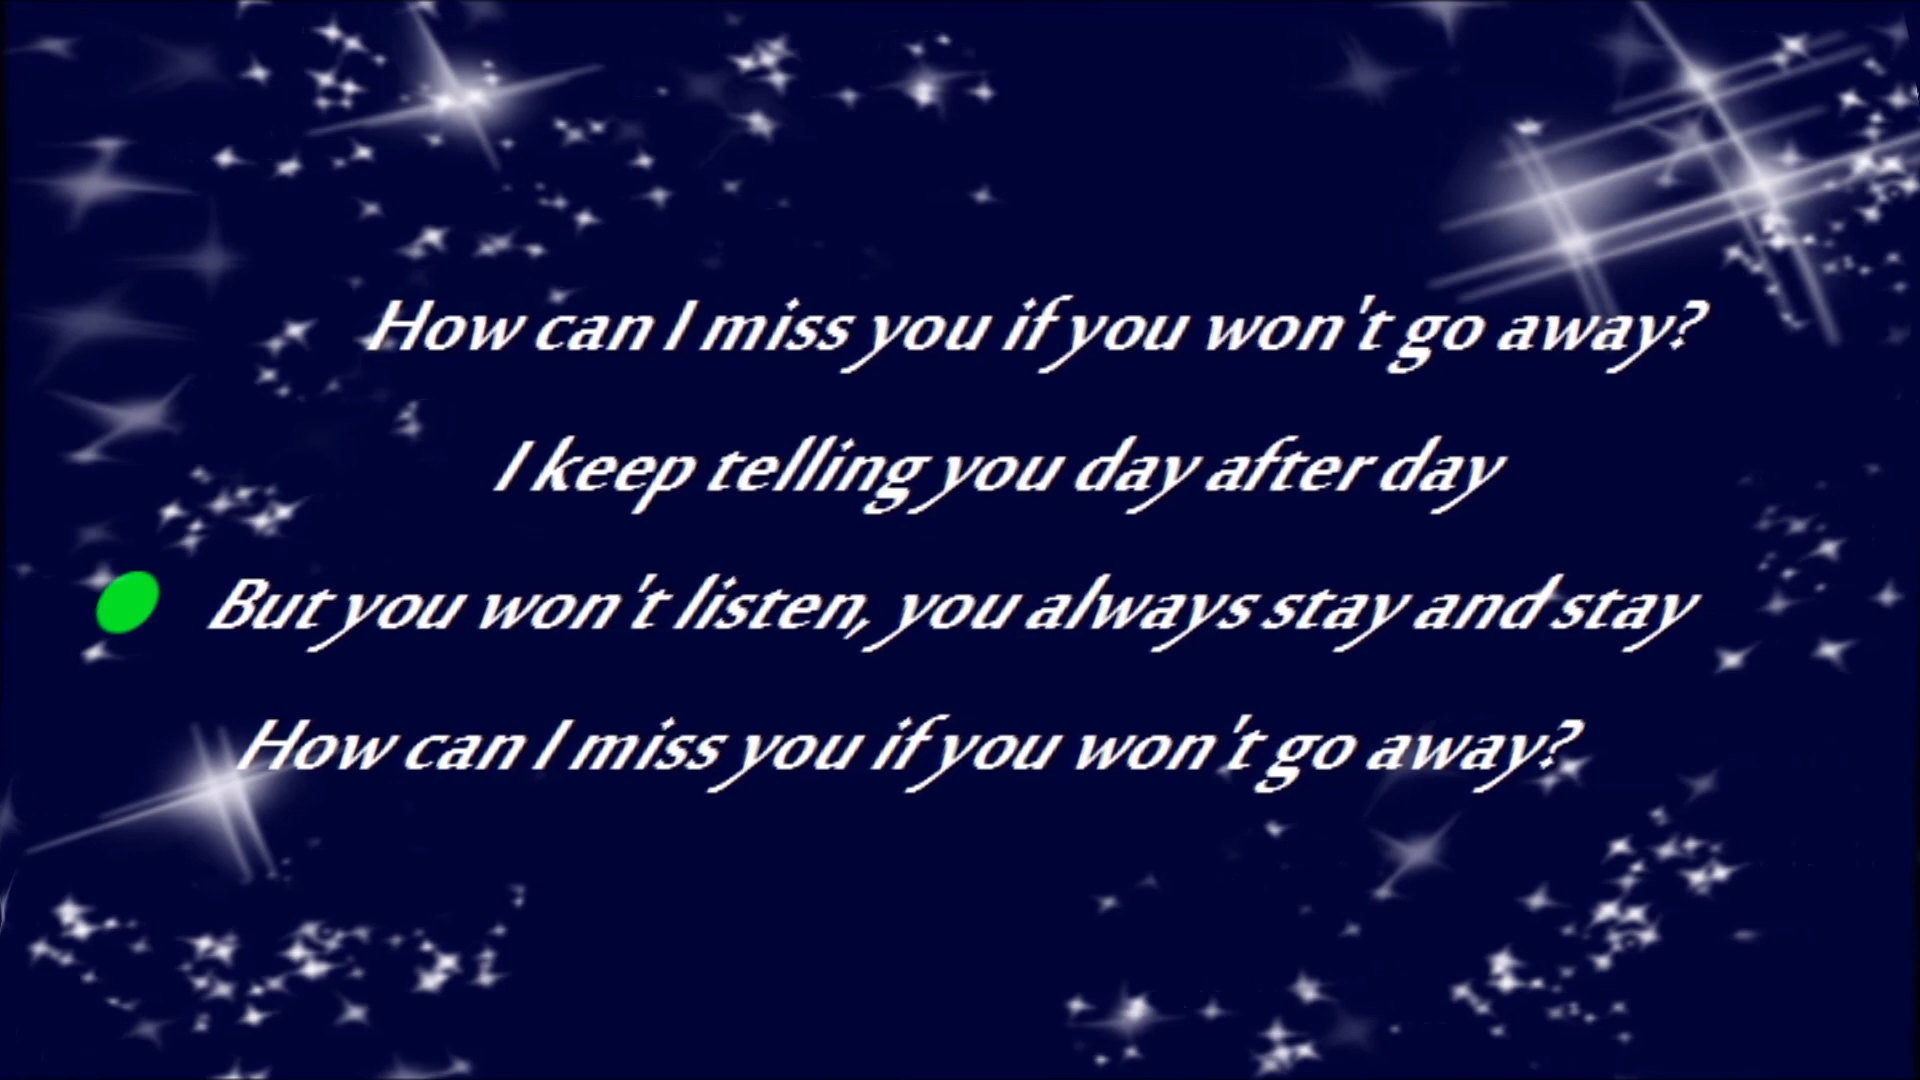 How can I miss you if you won't go away?
I keep telling you day after day
But you won't listen, you always stay and stay
How can I miss you if you won't go away?